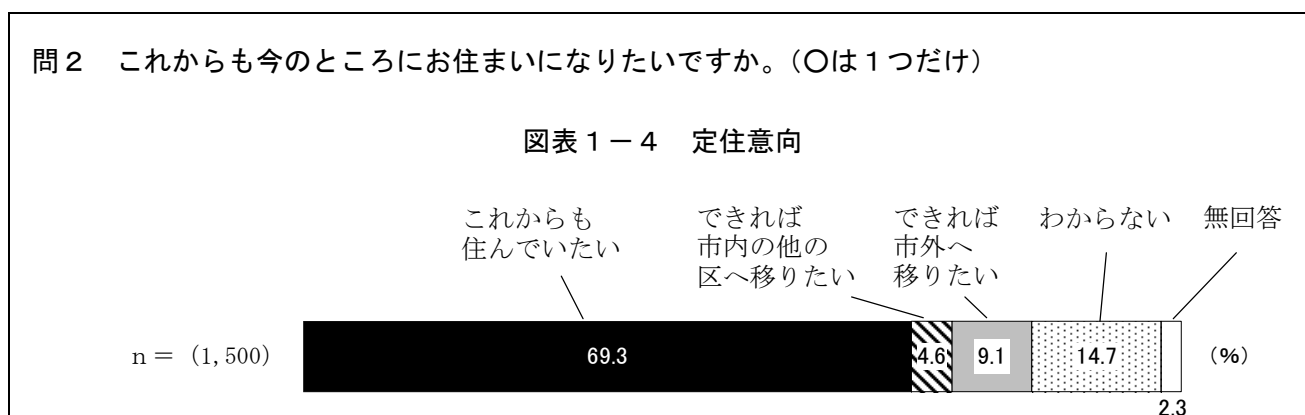 問２　これからも今のところにお住まいになりたいですか。（〇は１つだけ）
図表１－４　定住意向
これからも
住んでいたい
できれば
市内の他の
区へ移りたい
できれば
市外へ
移りたい
わからない
無回答
n＝（1,500）
69.3
4.6
9.1
14.7
2.3
（％）